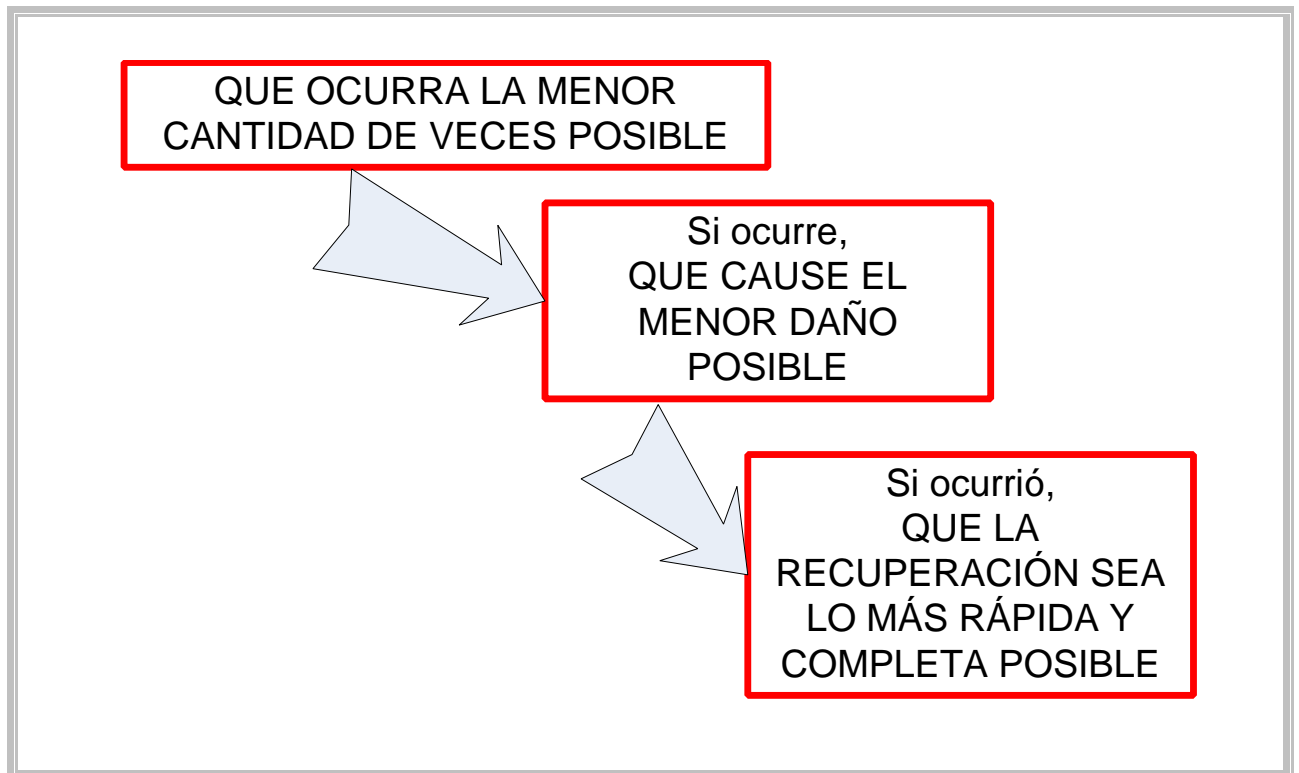 QUE OCURRA LA MENOR
CANTIDAD DE VECES POSIBLE
Si ocurre,
QUE CAUSE EL
MENOR DAÑO
POSIBLE
Si ocurrió,
QUE LA
RECUPERACIÓN SEA
LO MÁS RÁPIDA Y
COMPLETA POSIBLE